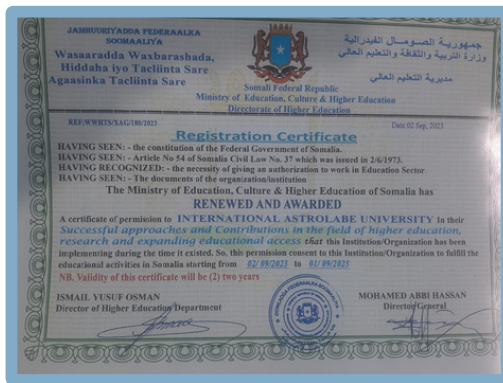 JAMHUURIYADDA FEDERAALKA
SOOMAALIYA
Wasaaradda Waxbarashada,
Hiddaha iyo Tacliinta Sare
Agaasinka Tacliinta Sare
جمهورية الصومال الفيدرالية
وزارة التربية والثقافة والتعليم العالي
مديرية التعليم العالي
Somali Federal Republic
Ministry of Education, Culture & Higher Education
Directorate of Higher Education
REF:WWHTS/XAG/180/2023
Date 02 Sep, 2023
Registration Certificate
HAVING SEEN: - the constitution of the Federal Government of Somalia.
HAVING SEEN: - Article No 54 of Somalia Civil Law No. 37 which was issued in 2/6/1973.
HAVING RECOGNIZED: - the necessity of giving an authorization to work in Education Sector.
HAVING SEEN: - The documents of the organization/institution
The Ministry of Education, Culture & Higher Education of Somalia has
RENEWED AND AWARDED
A certificate of permission to INTERNATIONAL ASTROLABE UNIVERSITY In their
Successful approaches and Contributions in the field of higher education,
research and expanding educational access that this Institution/Organization has been
implementing during the time it existed. So, this permission consent to this Institution/Organization to fulfill the
educational activities in Somalia starting from 02/ 09/2023 to 01/ 09/2025
NB. Validity of this certificate will be (2) two years
ISMAIL YUSUF OSMAN
Director of Higher Education Department
MOHAMED ABBI HASSAN
Director General